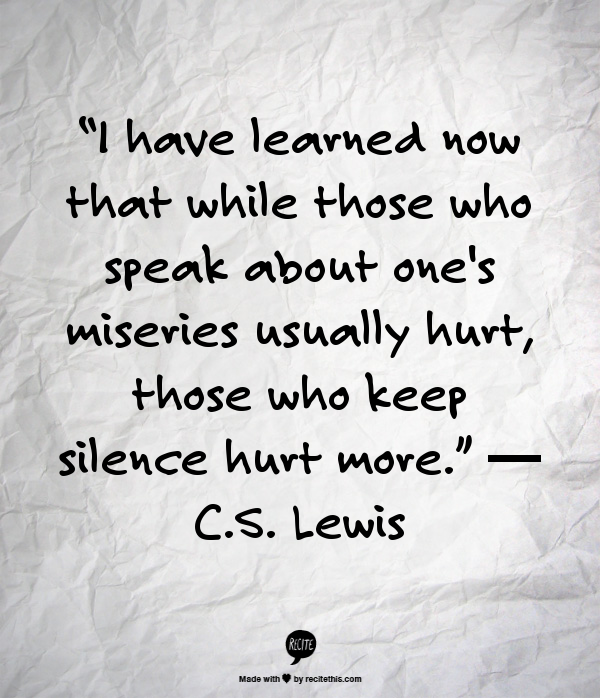 “I have learned now
that while those who
speak about one's
miseries usually hurt,
those who keep
silence hurt more.” —
C.S. Lewis
RECITE
Made with ♥ by recitethis.com